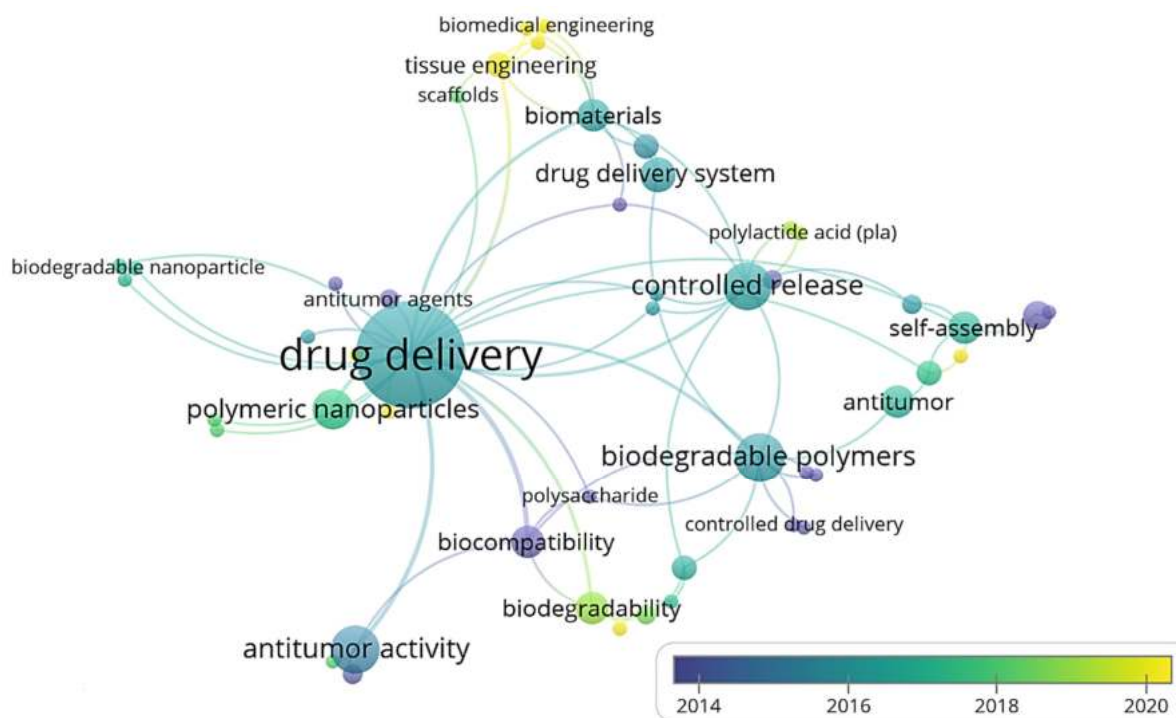 biomedical engineering
tissue engineering
scaffolds
biomaterials
drug delivery system
polylactide acid (pla)
biodegradable nanoparticle
controlled release
antitumor agents
self-assembly
drug delivery
antitumor
polymeric nanoparticles
biodegradable polymers
polysaccharide
controlled drug delivery
biocompatibility
biodegradability
antitumor activity
2014 2016 2018 2020